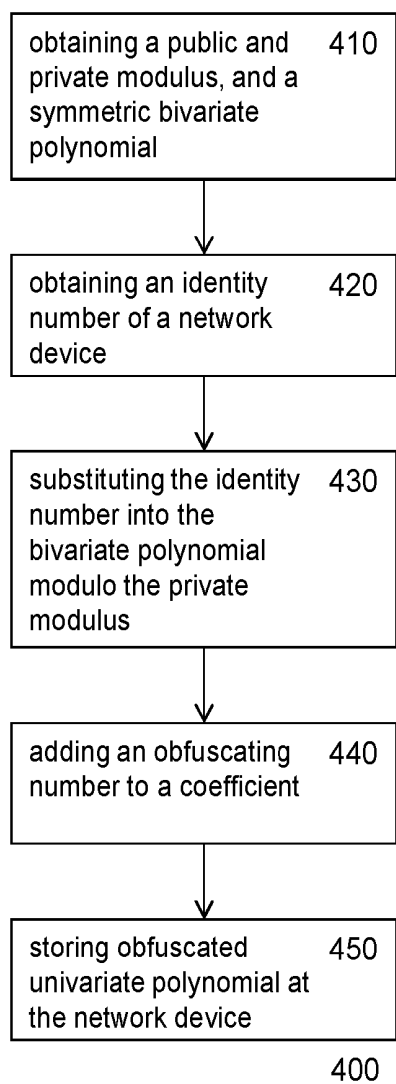 obtaining a public and 410
private modulus, and a
symmetric bivariate
polynomial
obtaining an identity 420
number of a network
device
substituting the identity 430
number into the
bivariate polynomial
modulo the private
modulus
adding an obfuscating 440
number to a coefficient
storing obfuscated 450
univariate polynomial at
the network device
400